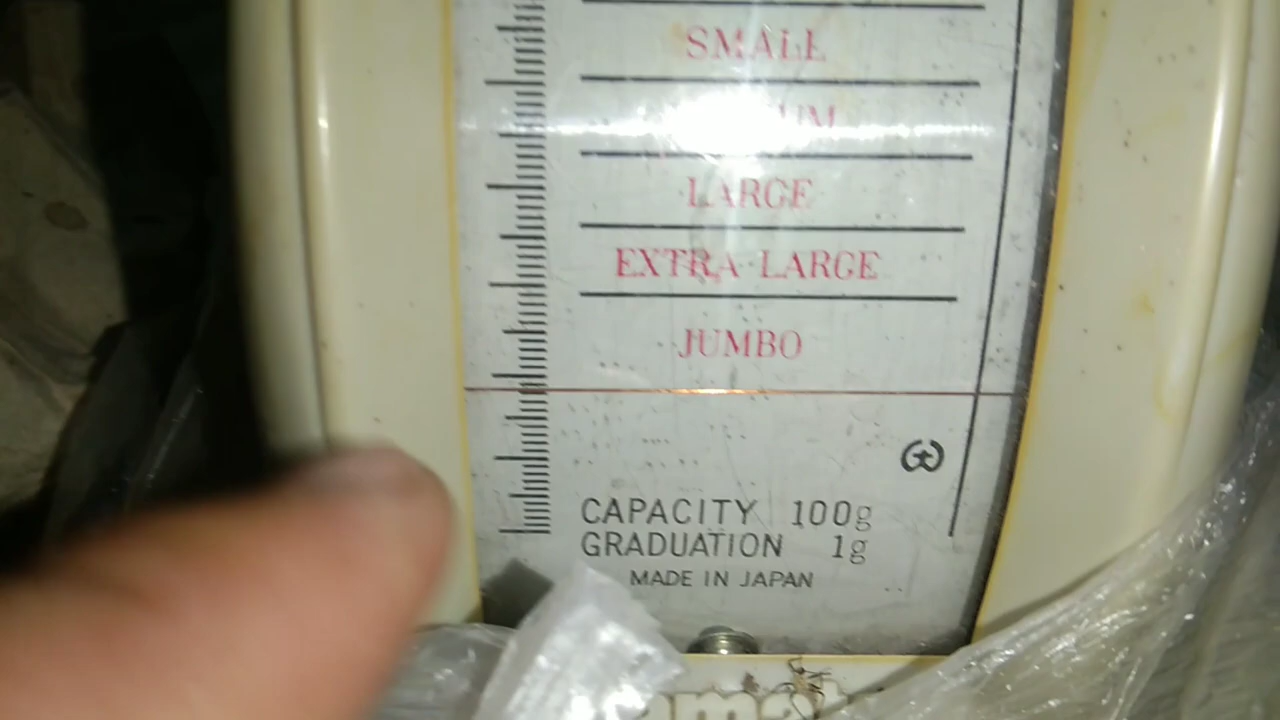 SMALL
LARGE
EXTRA LARGE
JUMBO
CAPACITY 100g
GRADUATION 1g
MADE IN JAPAN